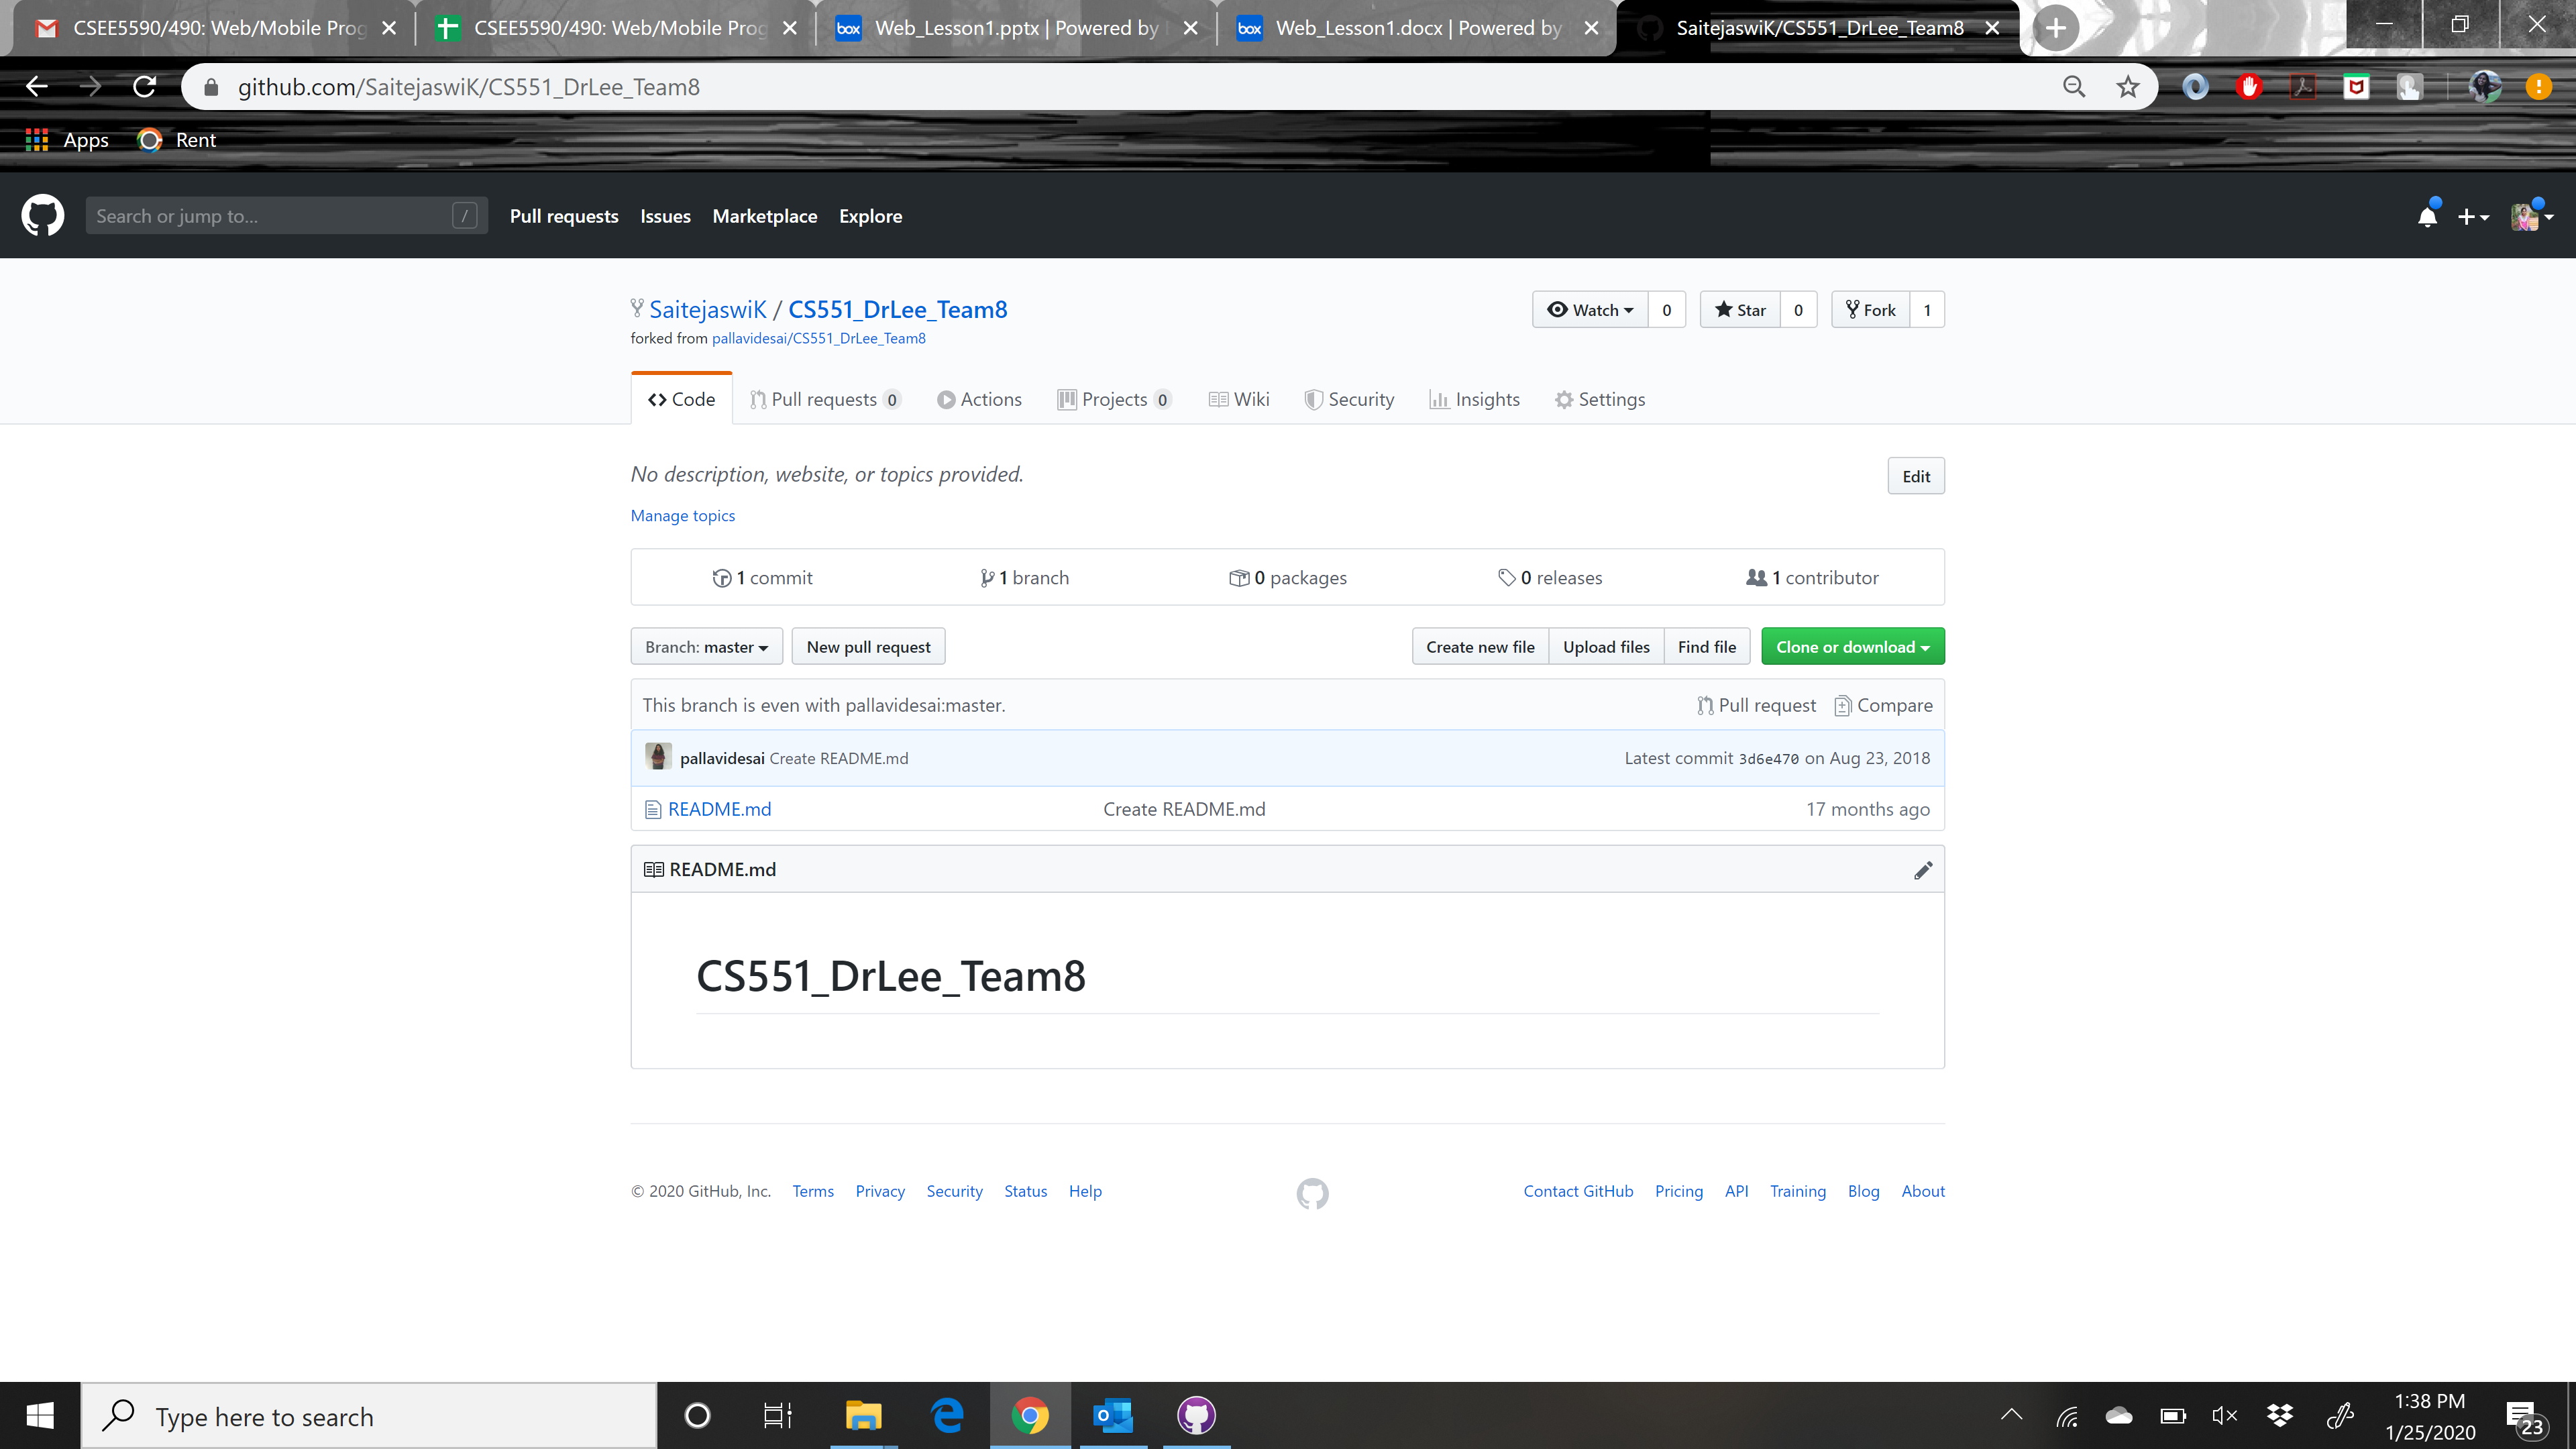 CSEE5590/490: Web/Mobile Prog
CSEE5590/490: Web/Mobile Prog
box Web_Lesson1.pptx | Powered by
box Web_Lesson1.docx | Powered by
SaitejaswiK/CS551_DrLee_Team8
github.com/SaitejaswiK/CS551_DrLee_Team8
Apps Rent
Search or jump to... / Pull requests Issues Marketplace Explore
SaitejaswiK / CS551_DrLee_Team8 Watch 0 Star 0 Fork 1
forked from pallavidesai/CS551_DrLee_Team8
Code Pull requests 0 Actions Projects 0 Wiki Security Insights Settings
No description, website, or topics provided. Edit
Manage topics
1 commit 1 branch 0 packages 0 releases 1 contributor
Branch: master New pull request Create new file Upload files Find file Clone or download
This branch is even with pallavidesai:master. Pull request Compare
pallavidesai Create README.md Latest commit 3d6e470 on Aug 23, 2018
README.md Create README.md 17 months ago
README.md
CS551_DrLee_Team8
© 2020 GitHub, Inc. Terms Privacy Security Status Help Contact GitHub Pricing API Training Blog About
Type here to search
1:38 PM
1/25/2020
23